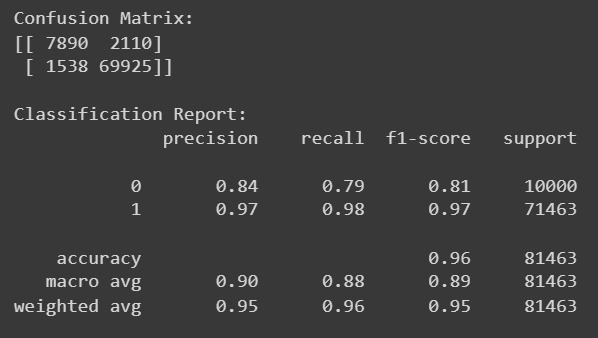 Confusion Matrix:
[[ 7890  2110]
 [ 1538 69925]]
Classification Report:
              precision    recall  f1-score   support
           0       0.84      0.79      0.81     10000
           1       0.97      0.98      0.97     71463
    accuracy                           0.96     81463
   macro avg       0.90      0.88      0.89     81463
weighted avg       0.95      0.96      0.95     81463